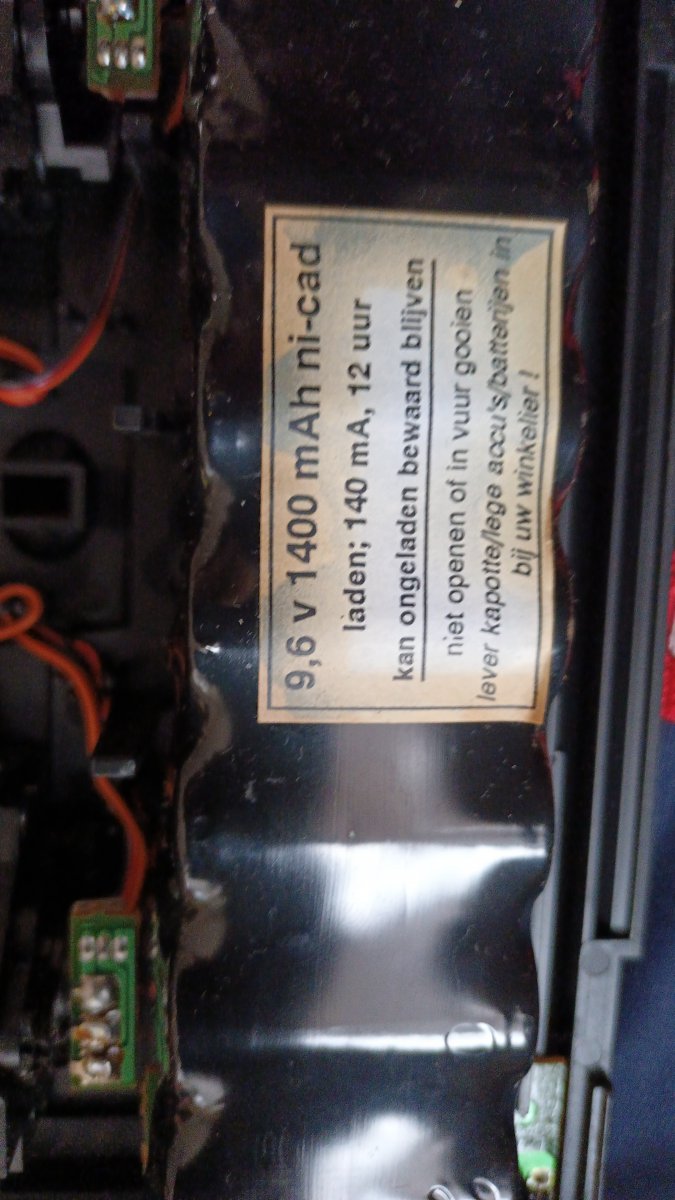 9,6 v 1400 mAh ni-cad
laden; 140 mA, 12 uur
kan ongeladen bewaard blijven
niet openen of in vuur gooien
lever kapotte/lege accu's/batterijen in
bij uw winkelier !